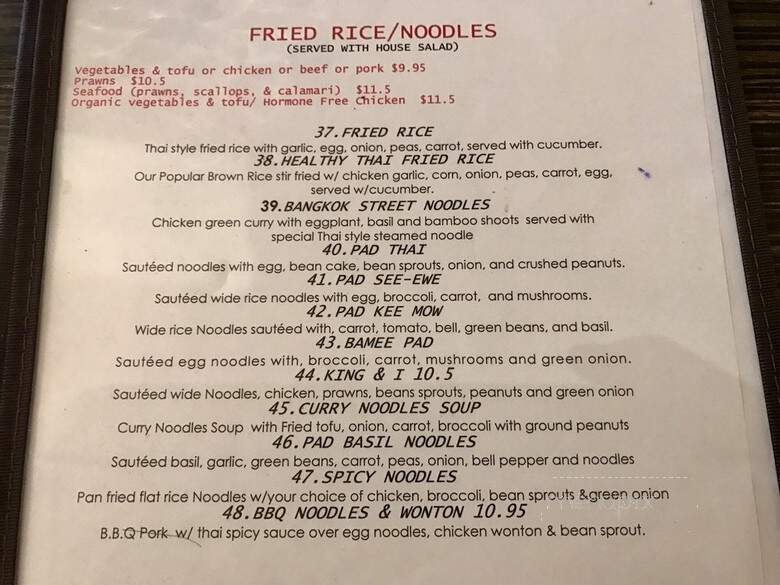 FRIED RICE/NOODLES
(SERVED WITH HOUSE SALAD)
Vegetables & tofu or chicken or beef or pork $9.95
Prawns $10.5
Seafood (prawns, scallops, & calamari) $11.5
Organic vegetables & tofu/ Hormone Free Chicken $11.5
37.FRIED RICE
Thai style fried rice with garlic, egg, onion, peas, carrot, served with cucumber.
38.HEALTHY THAI FRIED RICE
Our Popular Brown Rice stir fried w/ chicken garlic, corn, onion, peas, carrot, egg,
served w/cucumber.
39.BANGKOK STREET NOODLES
Chicken green curry with eggplant, basil and bamboo shoots served with
special Thai style steamed noodle
40.PAD THAI
Sautéed noodles with egg, bean cake, bean sprouts, onion, and crushed peanuts.
41.PAD SEE-EWE
Sautéed wide rice noodles with egg, broccoli, carrot, and mushrooms.
42.PAD KEE MOW
Wide rice Noodles sautéed with, carrot, tomato, bell, green beans, and basil.
43.BAMEE PAD
Sautéed egg noodles with, broccoli, carrot, mushrooms and green onion.
44.KING & I 10.5
Sautéed wide Noodles, chicken, prawns, beans sprouts, peanuts and green onion
45.CURRY NOODLES SOUP
Curry Noodles Soup with Fried tofu, onion, carrot, broccoli with ground peanuts
46.PAD BASIL NOODLES
Sautéed basil, garlic, green beans, carrot, peas, onion, bell pepper and noodles
47.SPICY NOODLES
Pan fried flat rice Noodles w/your choice of chicken, broccoli, bean sprouts &green onion
48.BBQ NOODLES & WONTON 10.95
B.B.Q Pork w/ thai spicy sauce over egg noodles, chicken wonton & bean sprout.